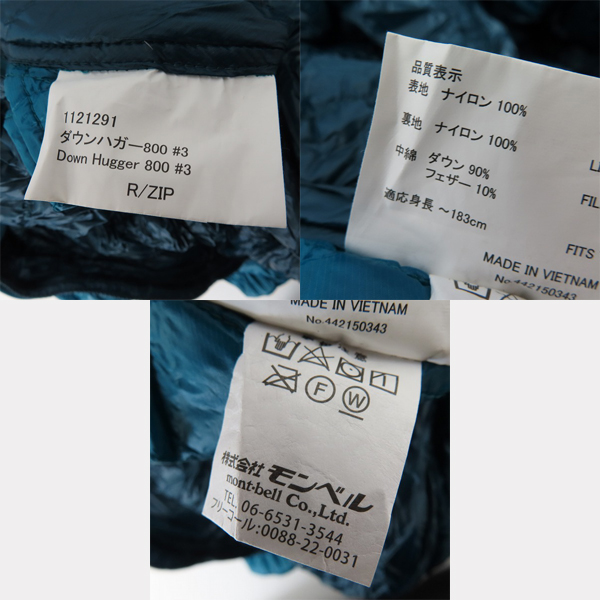 1121291
ダウンハガー800 #3
Down Hugger 800 #3
R/ZIP
品質表示
表地 ナイロン 100%
裏地 ナイロン 100%
中綿 ダウン 90%
フェザー 10%
適応身長 ～183cm
FIL
FITS
MADE IN VIETNAM
MADE IN VIETNAM
No.442150343
F
W
株式会社 モンベル
mont-bell Co.,Ltd.
TEL. 06-6531-3544
フリーコール:0088-22-0031